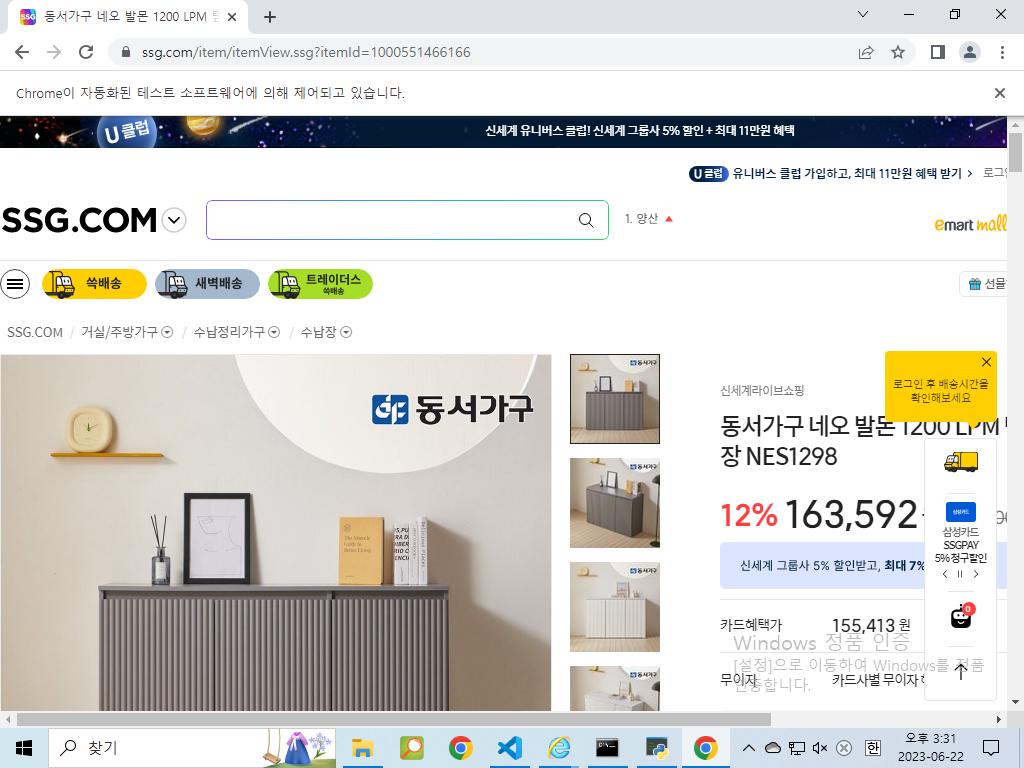 동서가구 네오 발몬 1200 LPM
ssg.com/item/itemView.ssg?itemId=1000551466166
Chrome이 자동화된 테스트 소프트웨어에 의해 제어되고 있습니다.
U 클럽
신세계 유니버스 클럽! 신세계 그룹사 5% 할인 + 최대 11만원 혜택
U 클럽 유니버스 클럽 가입하고, 최대 11만원 혜택 받기 >
SSG.COM
1. 양산
emart mall
쓱배송
새벽배송
트레이더스
쓱배송
선물
SSG.COM / 거실/주방가구 / 수납정리가구 / 수납장
동서가구
신세계라이브쇼핑
로그인 후 배송시간을
확인해보세요
동서가구 네오 발몬 1200 LPM
장 NES1298
12% 163,592
삼성카드
삼성카드
SSGPAY
5% 청구할인
신세계 그룹사 5% 할인받고, 최대 7%
카드혜택가 155,413 원
0
Windows 정품 인증
[설정]으로 이동하여 Windows를 정품
인증합니다.
무이자
카드사별 무이자
찾기
오후 3:31
2023-06-22
한